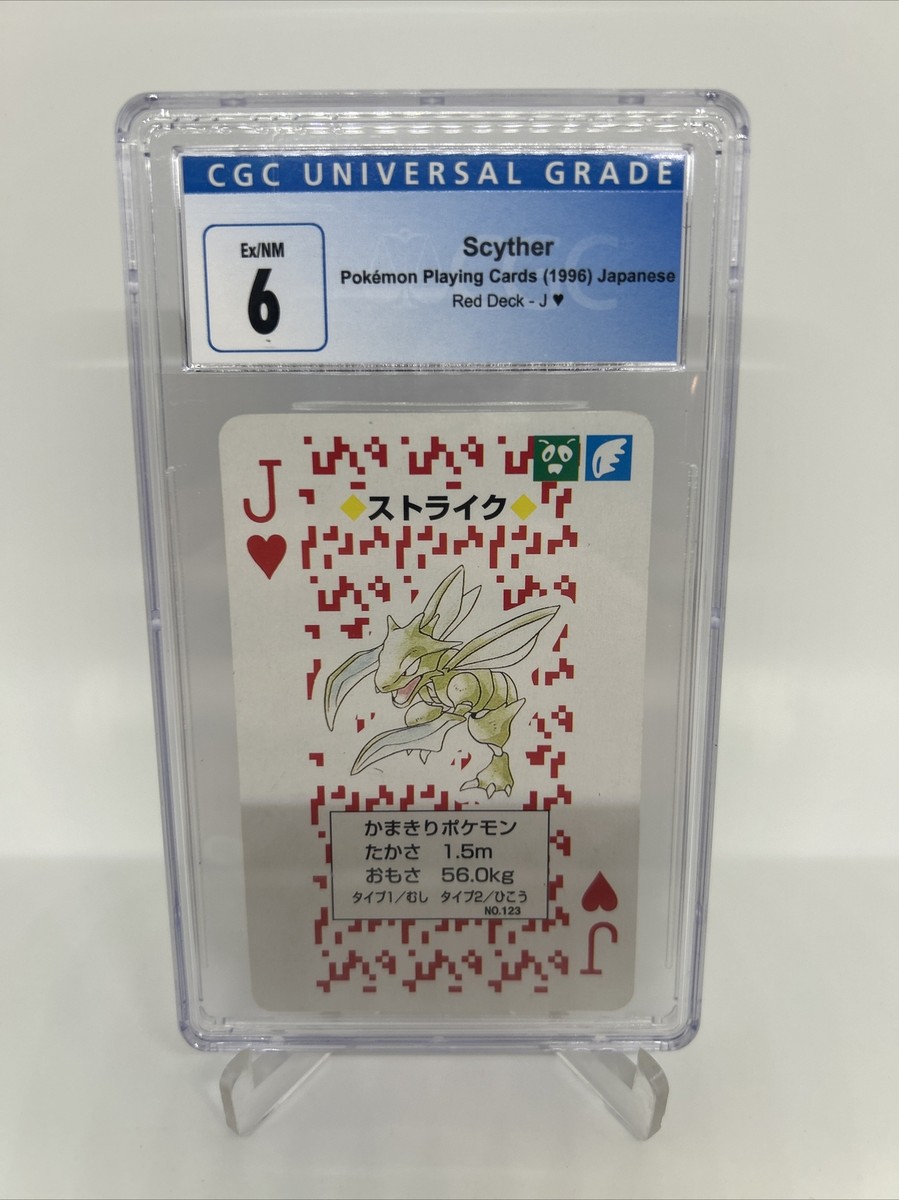 CGC UNIVERSAL GRADE
Ex/NM
6
Scyther
Pokémon Playing Cards (1996) Japanese
Red Deck - J ♥
J
♥
◆ストライク◆
かまきりポケモン
たかさ 1.5m
おもさ 56.0kg
タイプ1/むし タイプ2/ひこう
NO.123
♥
J